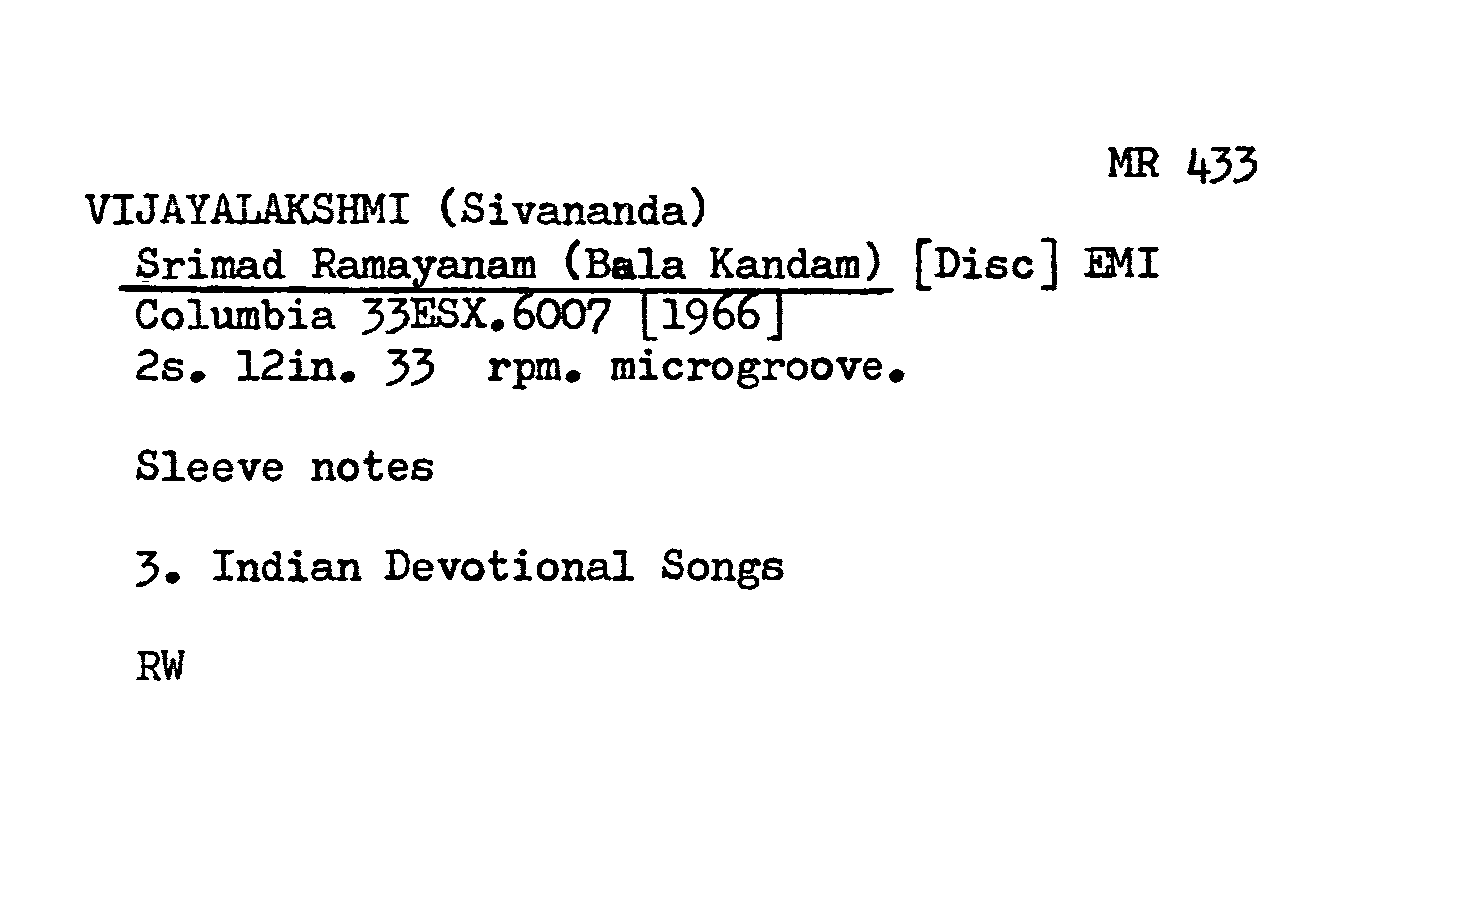 MR 433
VIJAYALAKSHMI (Sivananda)
Srimad Ramayanam (Bala Kandam) [Disc] EMI
Columbia 33ESX.6007 [1966]
2s. 12in. 33 rpm. microgroove.
Sleeve notes
3. Indian Devotional Songs
RW